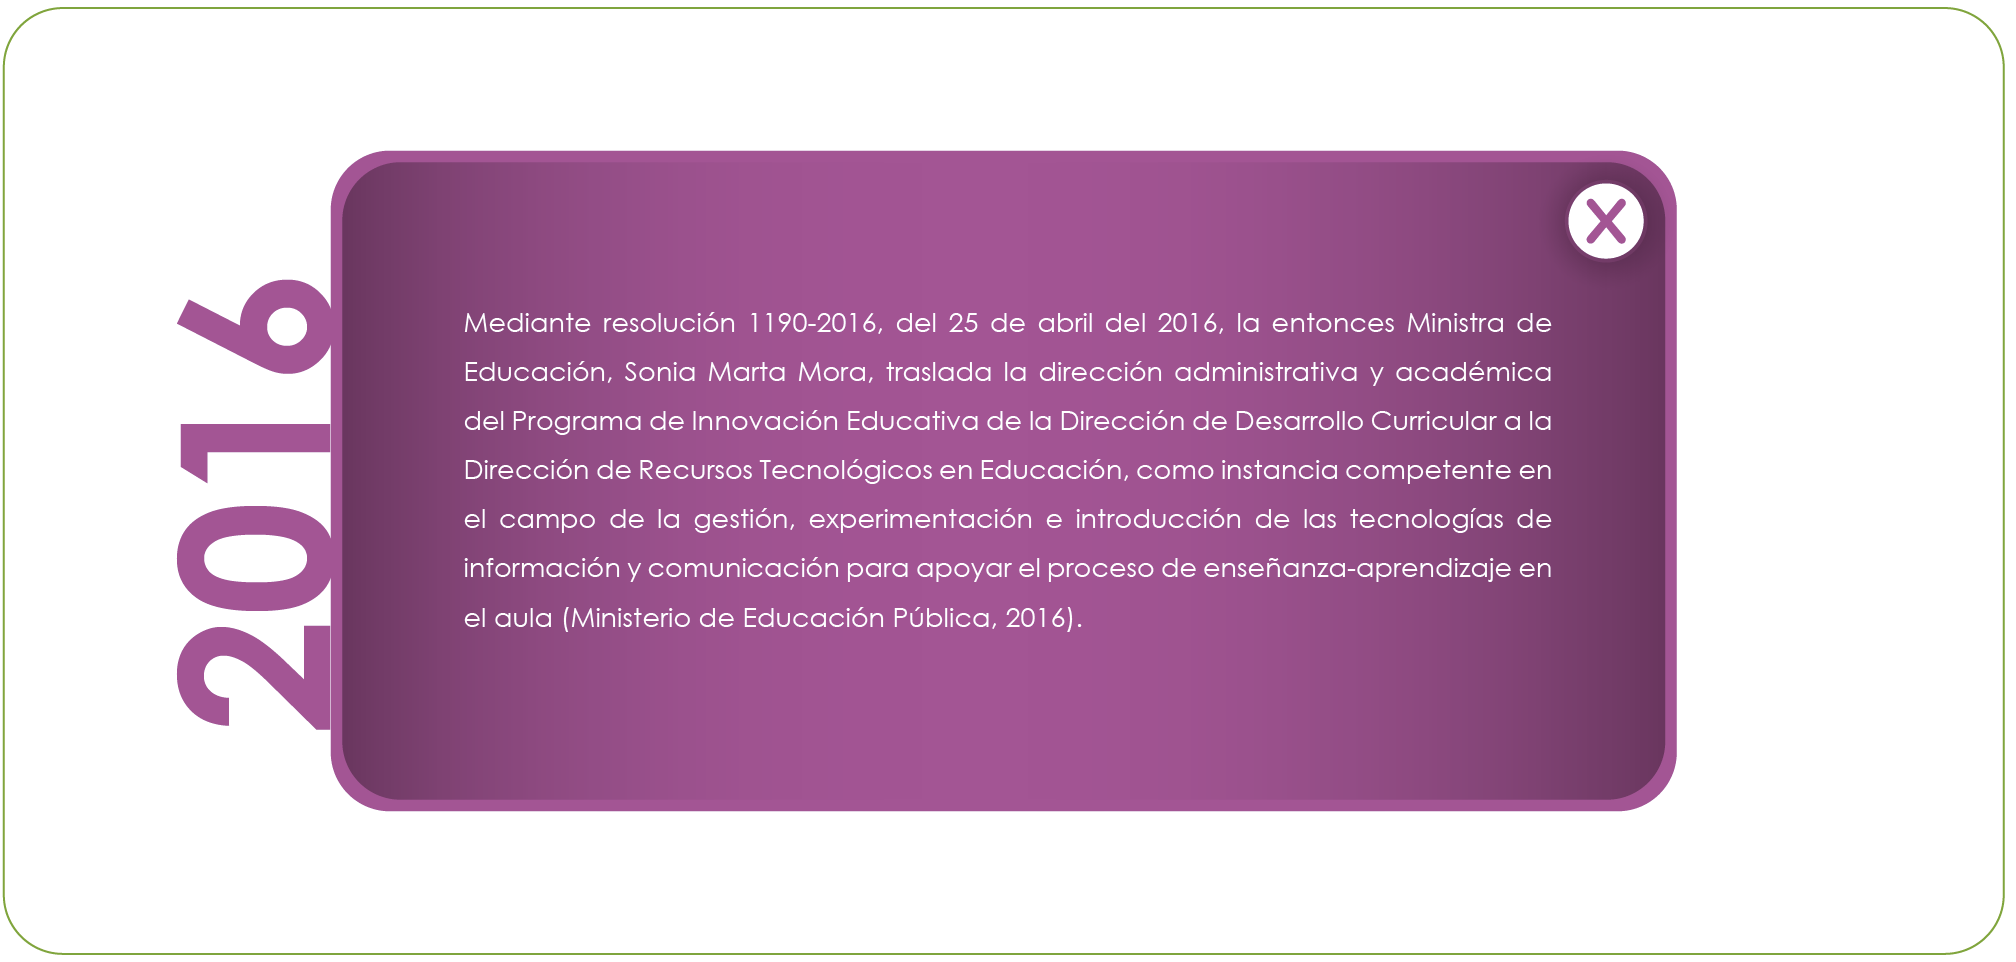 2016
X
Mediante resolución 1190-2016, del 25 de abril del 2016, la entonces Ministra de
Educación, Sonia Marta Mora, traslada la dirección administrativa y académica
del Programa de Innovación Educativa de la Dirección de Desarrollo Curricular a la
Dirección de Recursos Tecnológicos en Educación, como instancia competente en
el campo de la gestión, experimentación e introducción de las tecnologías de
información y comunicación para apoyar el proceso de enseñanza-aprendizaje en
el aula (Ministerio de Educación Pública, 2016).